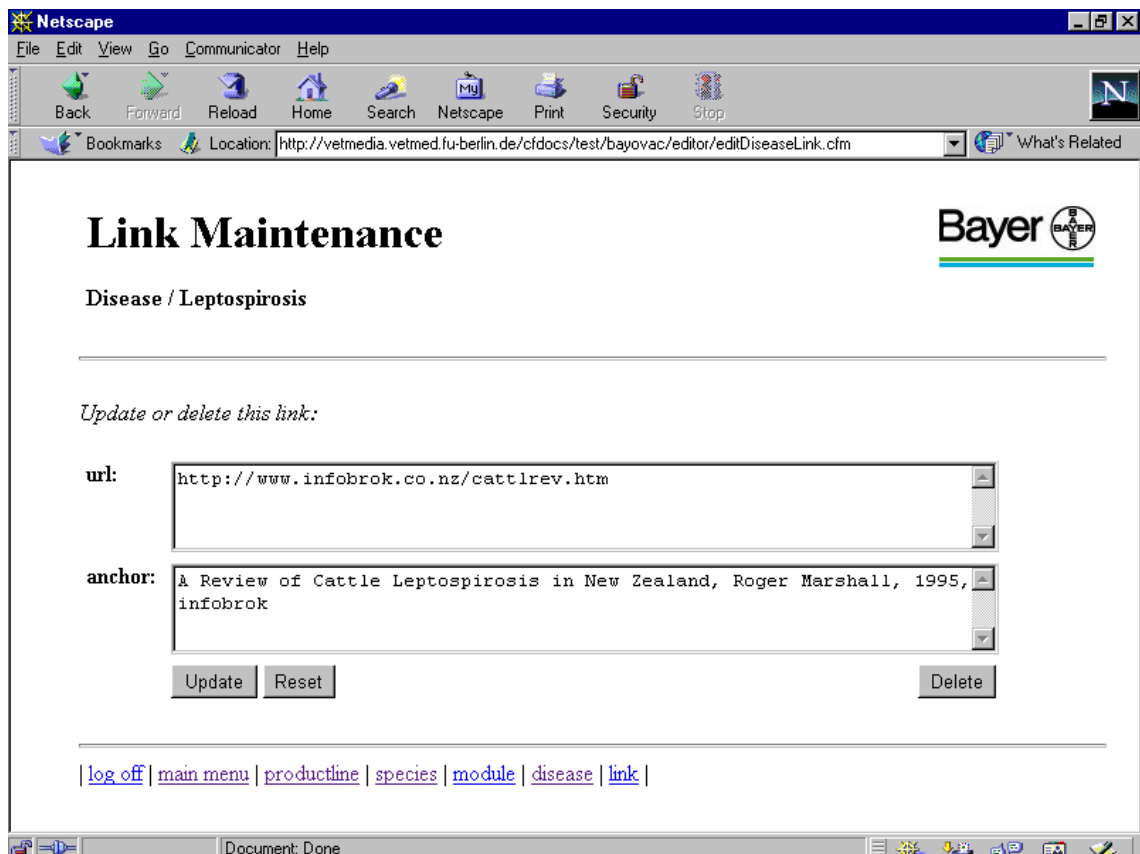 Netscape
File Edit View Go Communicator Help
My
N
Back Forward Reload Home Search Netscape Print Security Stop
Bookmarks Location: http://vetmedia.vetmed.fu-berlin.de/cfdocs/test/bayovac/editor/editDiseaseLink.cfm What's Related
Link Maintenance
Bayer BAYER BAYER
Disease / Leptospirosis
Update or delete this link:
url: http://www.infobrok.co.nz/cattlrev.htm
anchor: A Review of Cattle Leptospirosis in New Zealand, Roger Marshall, 1995,
infobrok
Update Reset Delete
| log off | main menu | productline | species | module | disease | link |
Document: Done